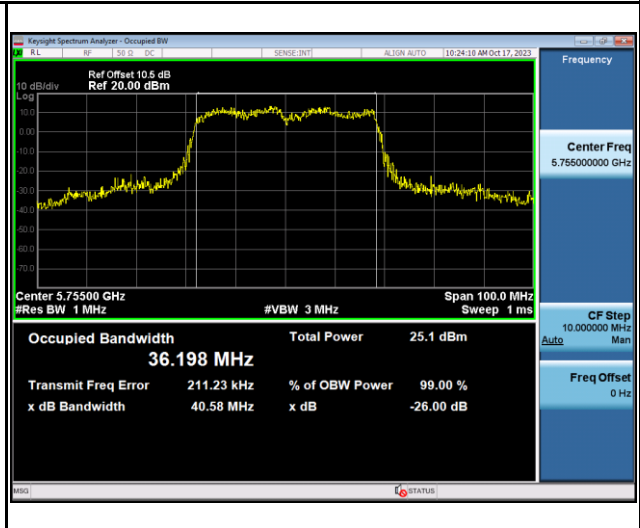 Keysight Spectrum Analyzer - Occupied BW
RL RF 50 Ω DC SENSE:INT ALIGN AUTO 10:24:10 AM Oct 17, 2023
Frequency
Ref Offset 10.5 dB
10 dB/div Ref 20.00 dBm
Log
10.0
0.00
-10.0
-20.0
-30.0
-40.0
-50.0
-60.0
-70.0
Center Freq
5.755000000 GHz
Center 5.75500 GHz Span 100.0 MHz
#Res BW 1 MHz #VBW 3 MHz Sweep 1 ms
CF Step
10.000000 MHz
Auto Man
Occupied Bandwidth Total Power 25.1 dBm
36.198 MHz
Transmit Freq Error 211.23 kHz % of OBW Power 99.00 %
x dB Bandwidth 40.58 MHz x dB -26.00 dB
Freq Offset
0 Hz
MSG STATUS